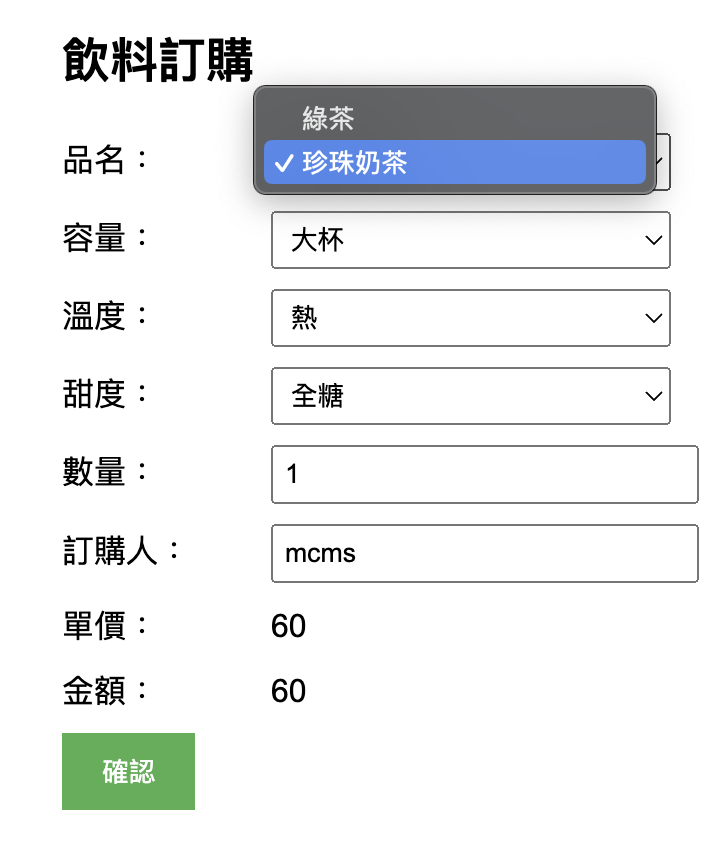 飲料訂購
綠茶
品名：
✓ 珍珠奶茶
容量：
大杯
溫度：
熱
甜度：
全糖
數量：
1
訂購人：
mcms
單價：
60
金額：
60
確認